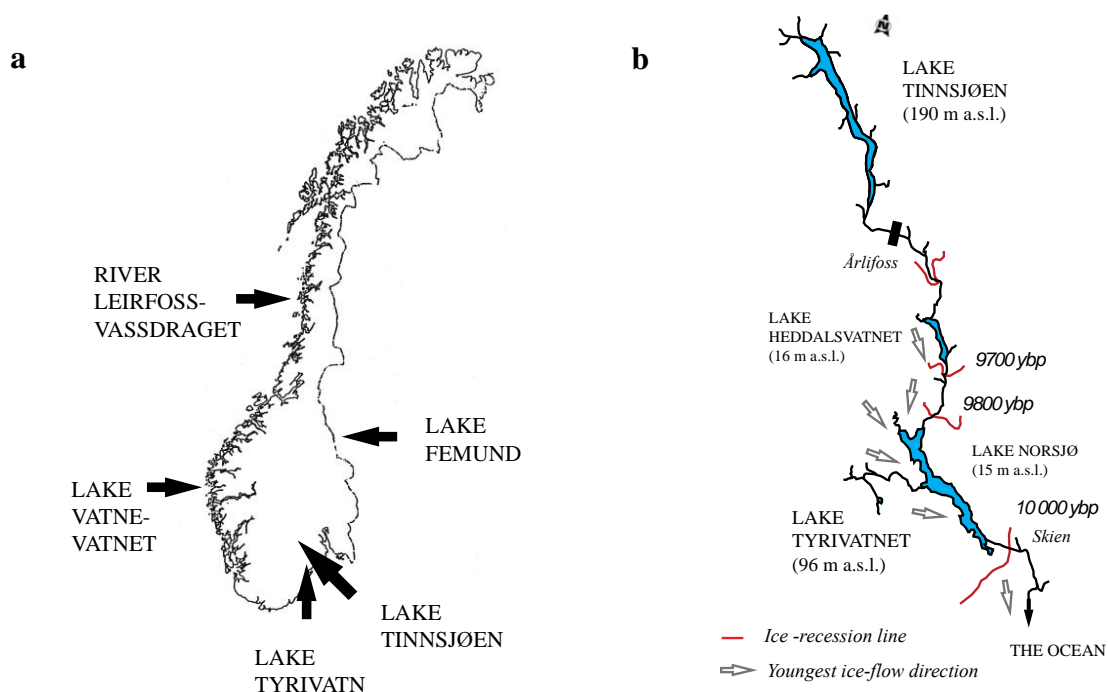 a
RIVER
LEIRFOSS-
VASSDRAGET
LAKE
FEMUND
LAKE
VATNE-
VATNET
LAKE
TINNSJØEN
LAKE
TYRIVATN
b
N
LAKE
TINNSJØEN
(190 m a.s.l.)
Årlifoss
LAKE
HEDDALSVATNET
(16 m a.s.l.)
9700 ybp
9800 ybp
LAKE NORSJØ
(15 m a.s.l.)
10 000 ybp
Skien
LAKE
TYRIVATNET
(96 m a.s.l.)
THE OCEAN
Ice -recession line
Youngest ice-flow direction